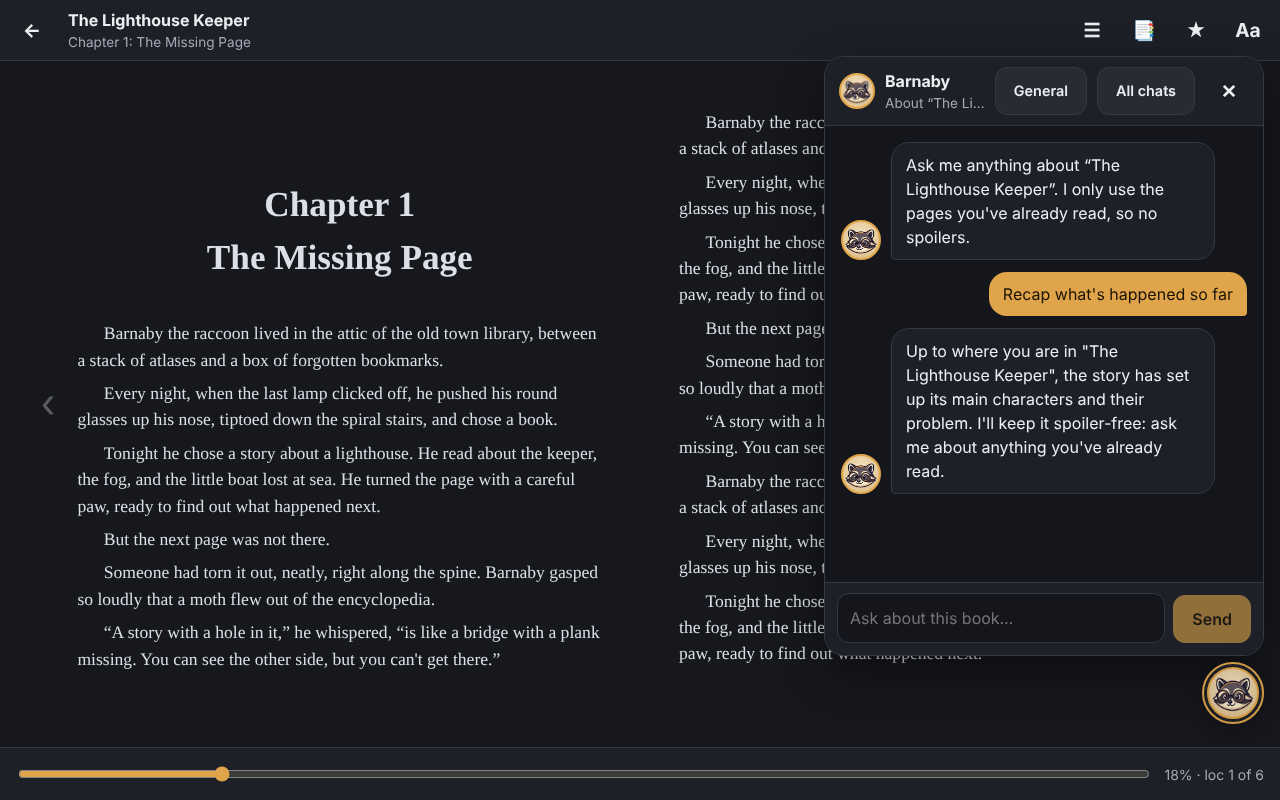 The Lighthouse Keeper
Chapter 1: The Missing Page
Aa
Chapter 1
The Missing Page
Barnaby the raccoon lived in the attic of the old town library, between
a stack of atlases and a box of forgotten bookmarks.
Every night, when the last lamp clicked off, he pushed his round
glasses up his nose, tiptoed down the spiral stairs, and chose a book.
Tonight he chose a story about a lighthouse. He read about the keeper,
the fog, and the little boat lost at sea. He turned the page with a careful
paw, ready to find out what happened next.
But the next page was not there.
Someone had torn it out, neatly, right along the spine. Barnaby gasped
so loudly that a moth flew out of the encyclopedia.
“A story with a hole in it,” he whispered, “is like a bridge with a plank
missing. You can see the other side, but you can't get there.”
Barnaby the
a stack of atlases
Every night,
glasses up his nose,
Tonight he chose
the fog, and the little
paw, ready to find
But the next page
Someone had
so loudly that a moth
“A story with a
missing. You can see
Barnaby the
a stack of atlases
Every night,
glasses up his nose,
Tonight he chose
the fog, and the little
paw, ready to find out what happened next.
Barnaby
About “The Li...
General
All chats
Ask me anything about “The
Lighthouse Keeper”. I only use the
pages you've already read, so no
spoilers.
Recap what's happened so far
Up to where you are in "The
Lighthouse Keeper", the story has set
up its main characters and their
problem. I'll keep it spoiler-free: ask
me about anything you've already
read.
Ask about this book...
Send
18% · loc 1 of 6